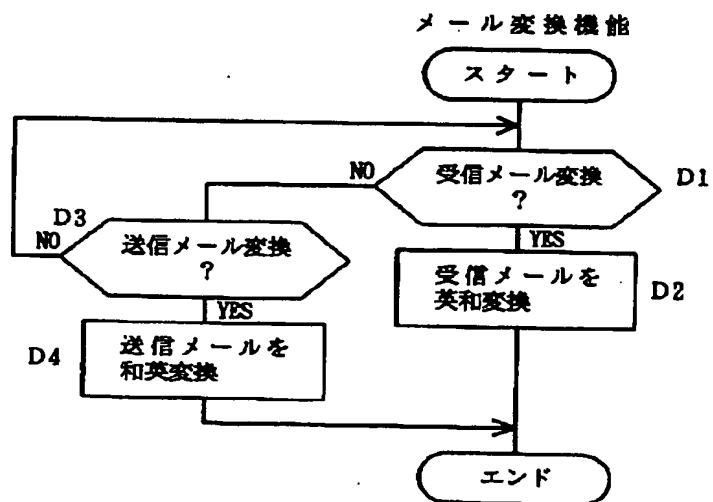 メール変換機能
スタート
NO
受信メール変換
?
D1
D3
NO
送信メール変換
?
YES
受信メールを
英和変換
D2
YES
D4
送信メールを
和英変換
エンド